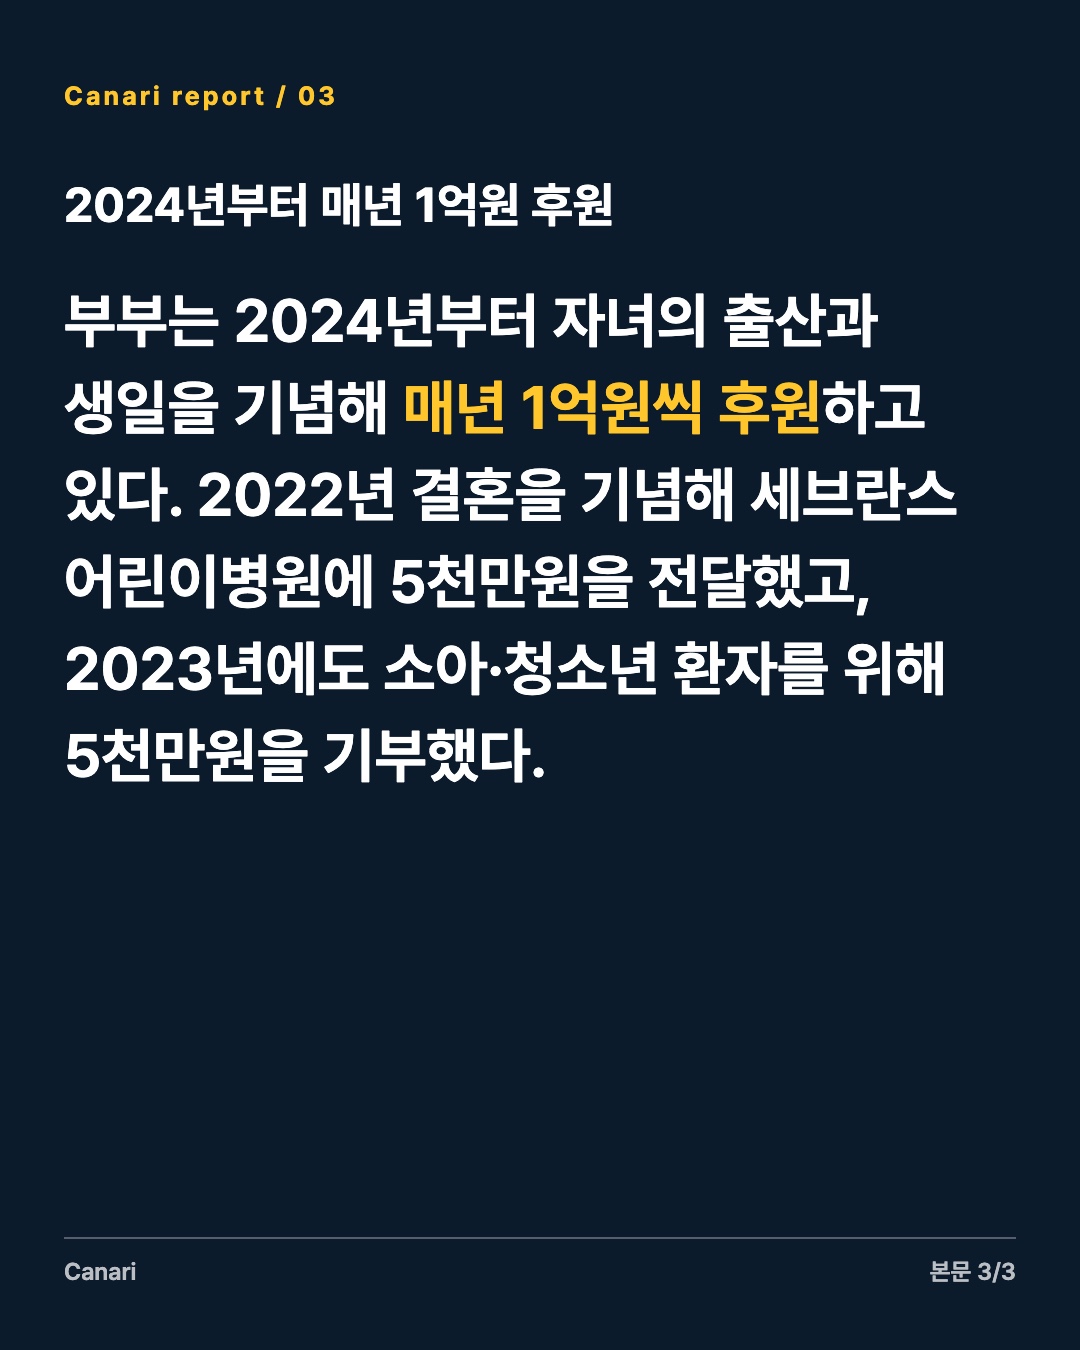 Canari report / 03
2024년부터 매년 1억원 후원
부부는 2024년부터 자녀의 출산과
생일을 기념해 매년 1억원씩 후원하고
있다. 2022년 결혼을 기념해 세브란스
어린이병원에 5천만원을 전달했고,
2023년에도 소아·청소년 환자를 위해
5천만원을 기부했다.
Canari
본문 3/3